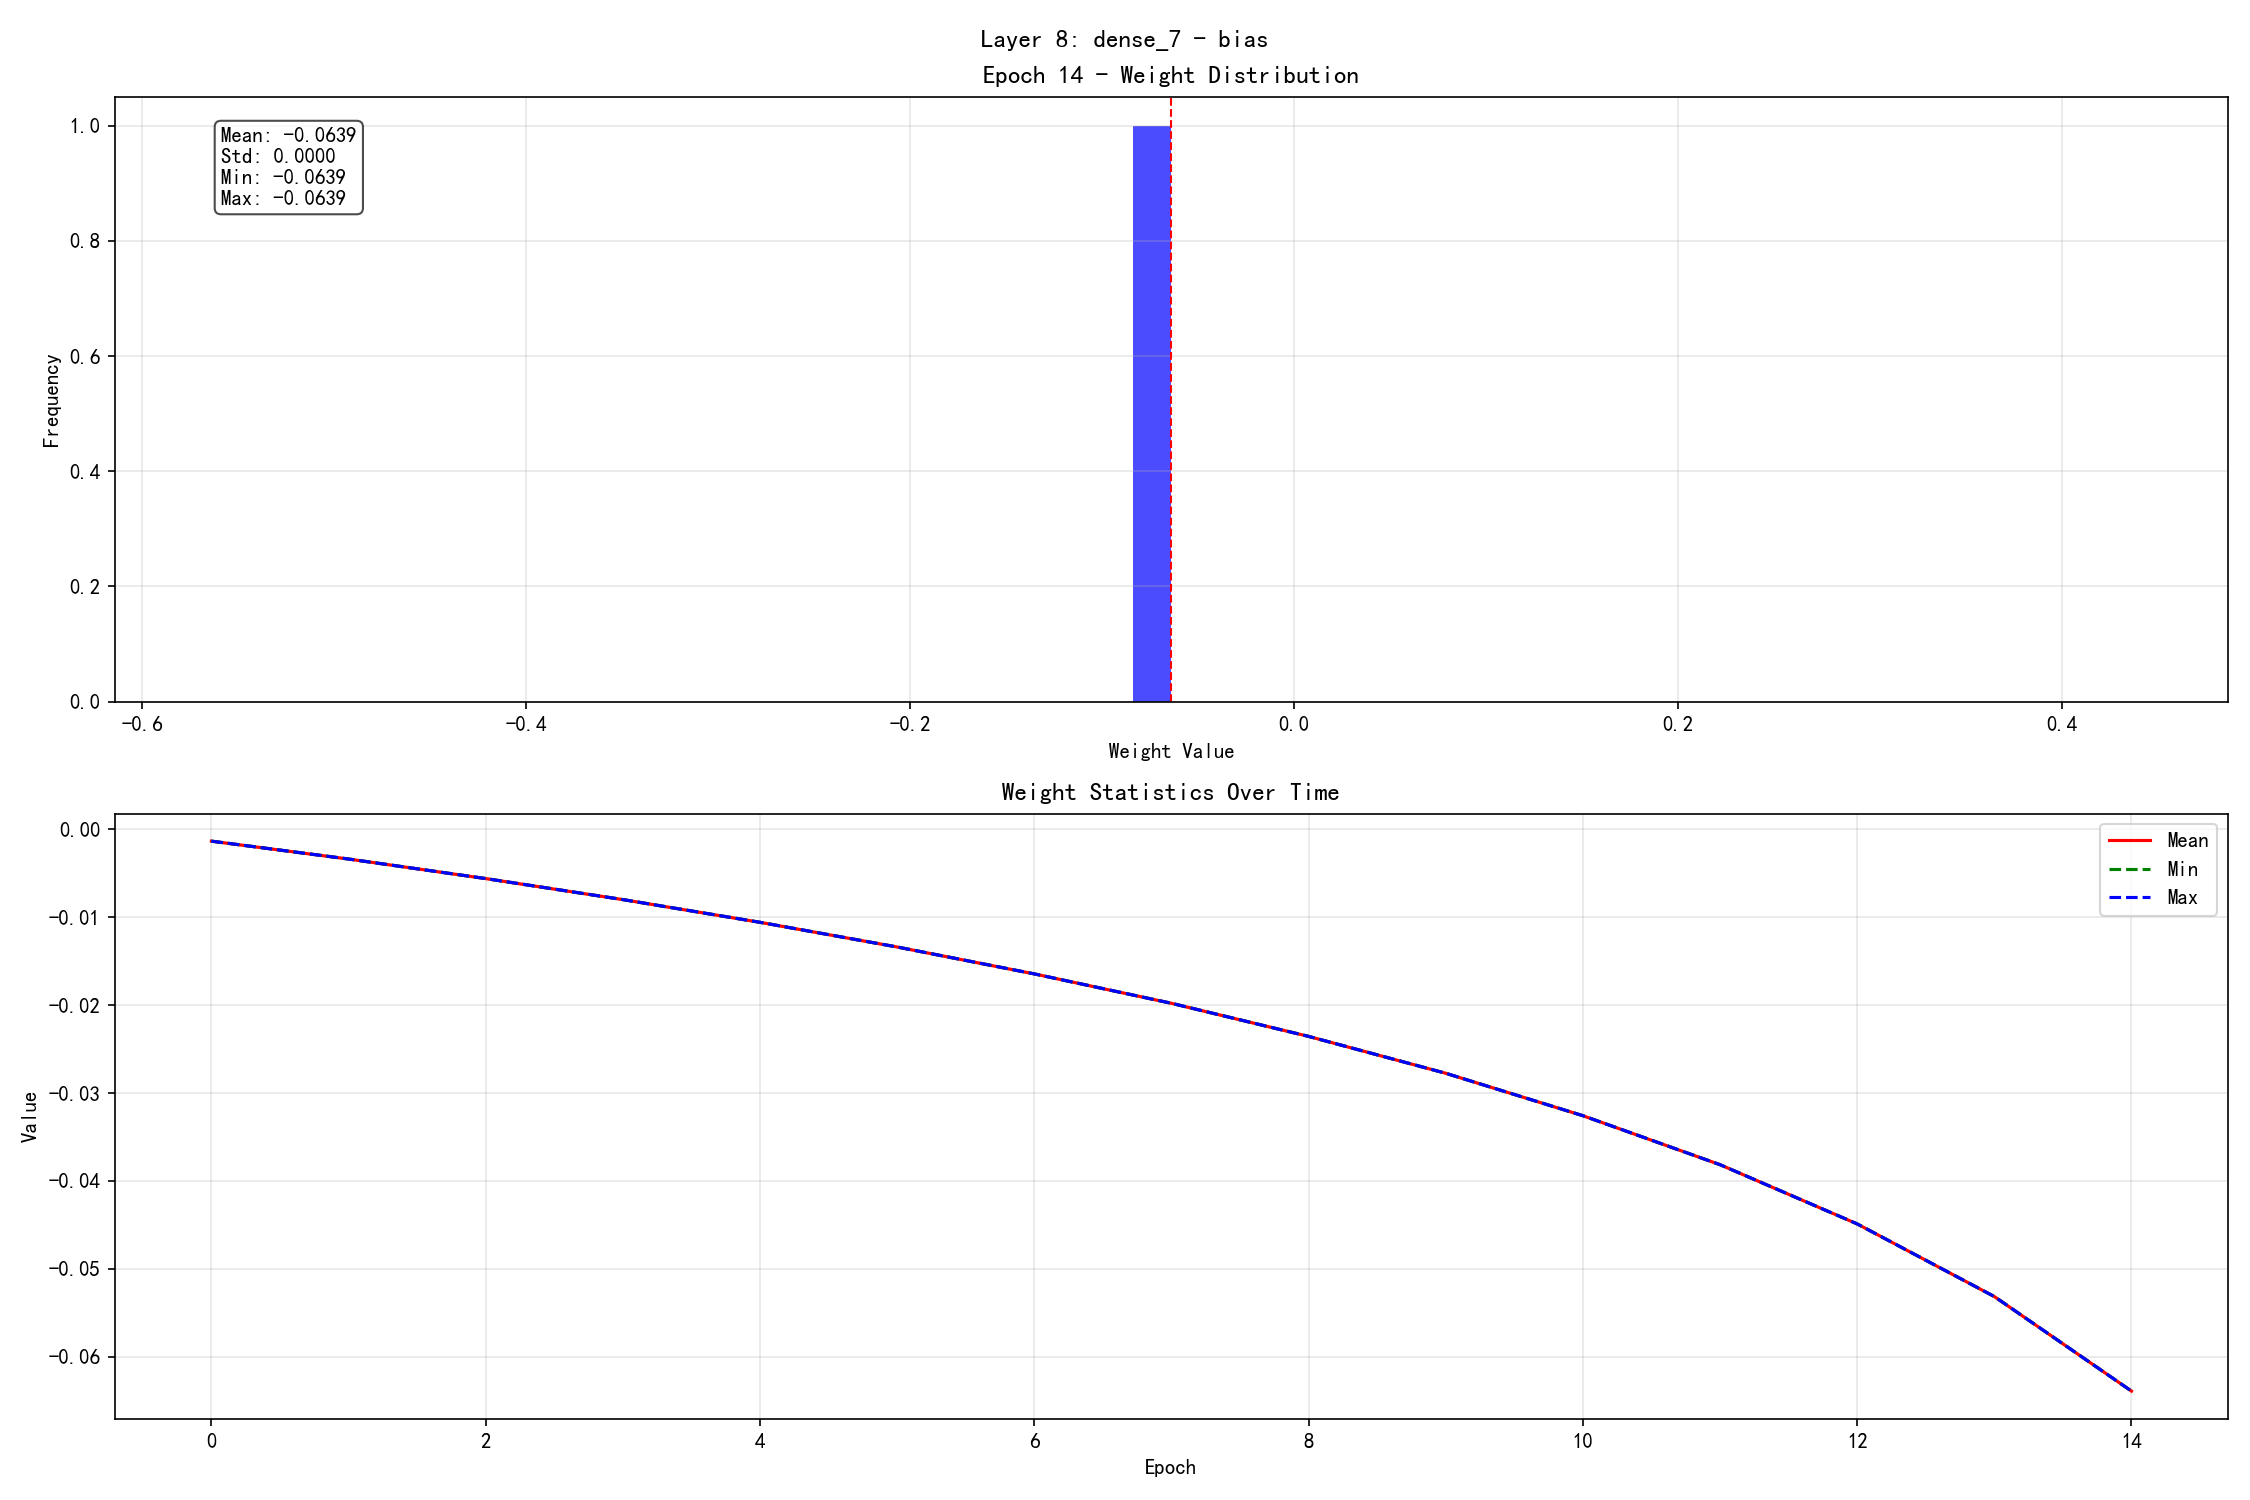 Layer 8: dense_7 - bias
Epoch 14 - Weight Distribution
Mean: -0.0639
Std: 0.0000
Min: -0.0639
Max: -0.0639
Frequency
1.0
0.8
0.6
0.4
0.2
0.0
-0.6 -0.4 -0.2 0.0 0.2 0.4
Weight Value
Weight Statistics Over Time
Mean
Min
Max
Value
0.00
-0.01
-0.02
-0.03
-0.04
-0.05
-0.06
0 2 4 6 8 10 12 14
Epoch